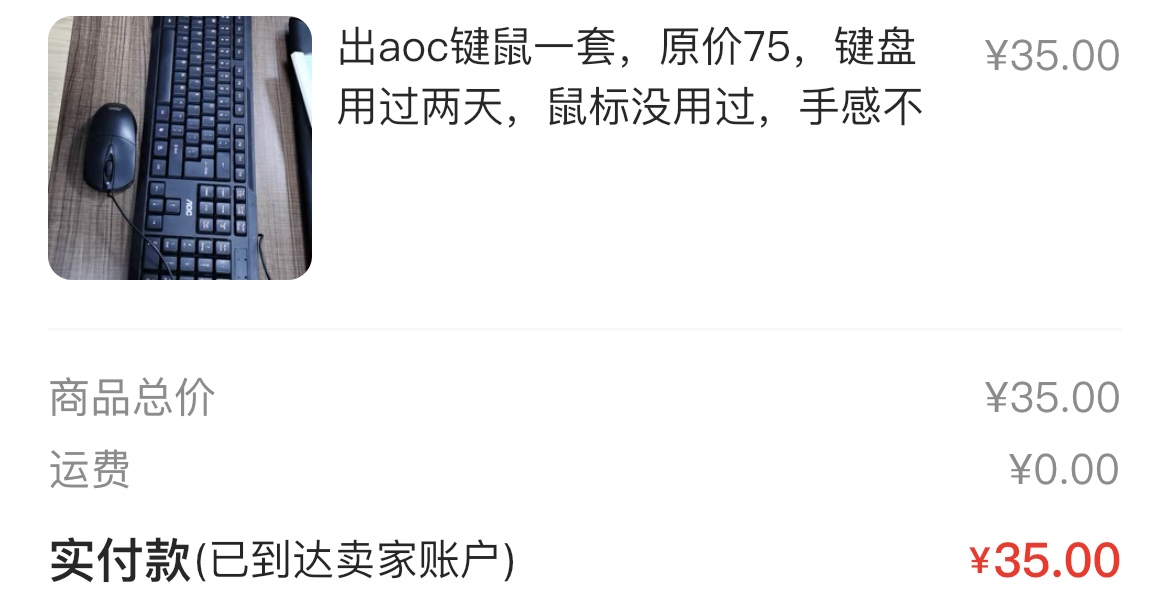 出aoc键鼠一套，原价75，键盘
用过两天，鼠标没用过，手感不
¥35.00
AOC
商品总价 ¥35.00
运费 ¥0.00
实付款(已到达卖家账户) ¥35.00